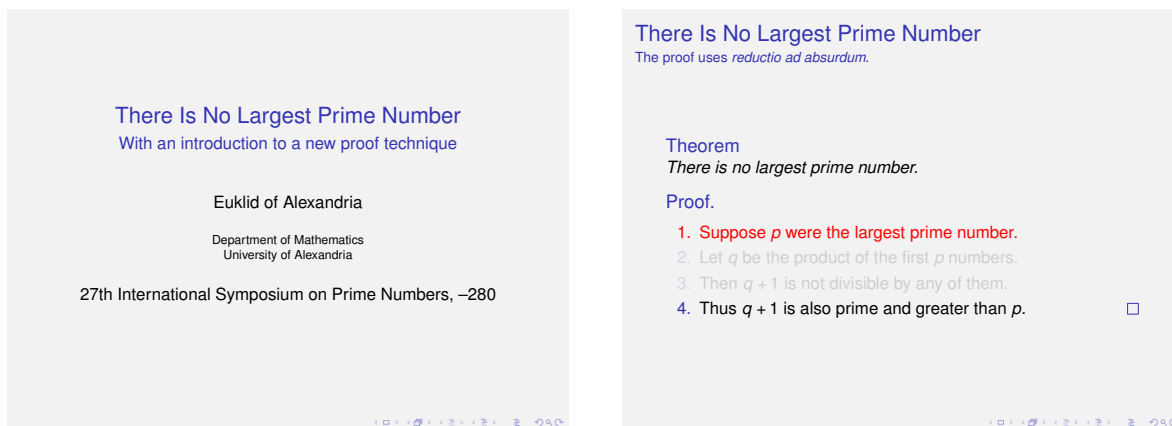 There Is No Largest Prime Number
With an introduction to a new proof technique
Euklid of Alexandria
Department of Mathematics
University of Alexandria
27th International Symposium on Prime Numbers, –280
There Is No Largest Prime Number
The proof uses reductio ad absurdum.
Theorem
There is no largest prime number.
Proof.
1. Suppose p were the largest prime number.
2. Let q be the product of the first p numbers.
3. Then q + 1 is not divisible by any of them.
4. Thus q + 1 is also prime and greater than p.